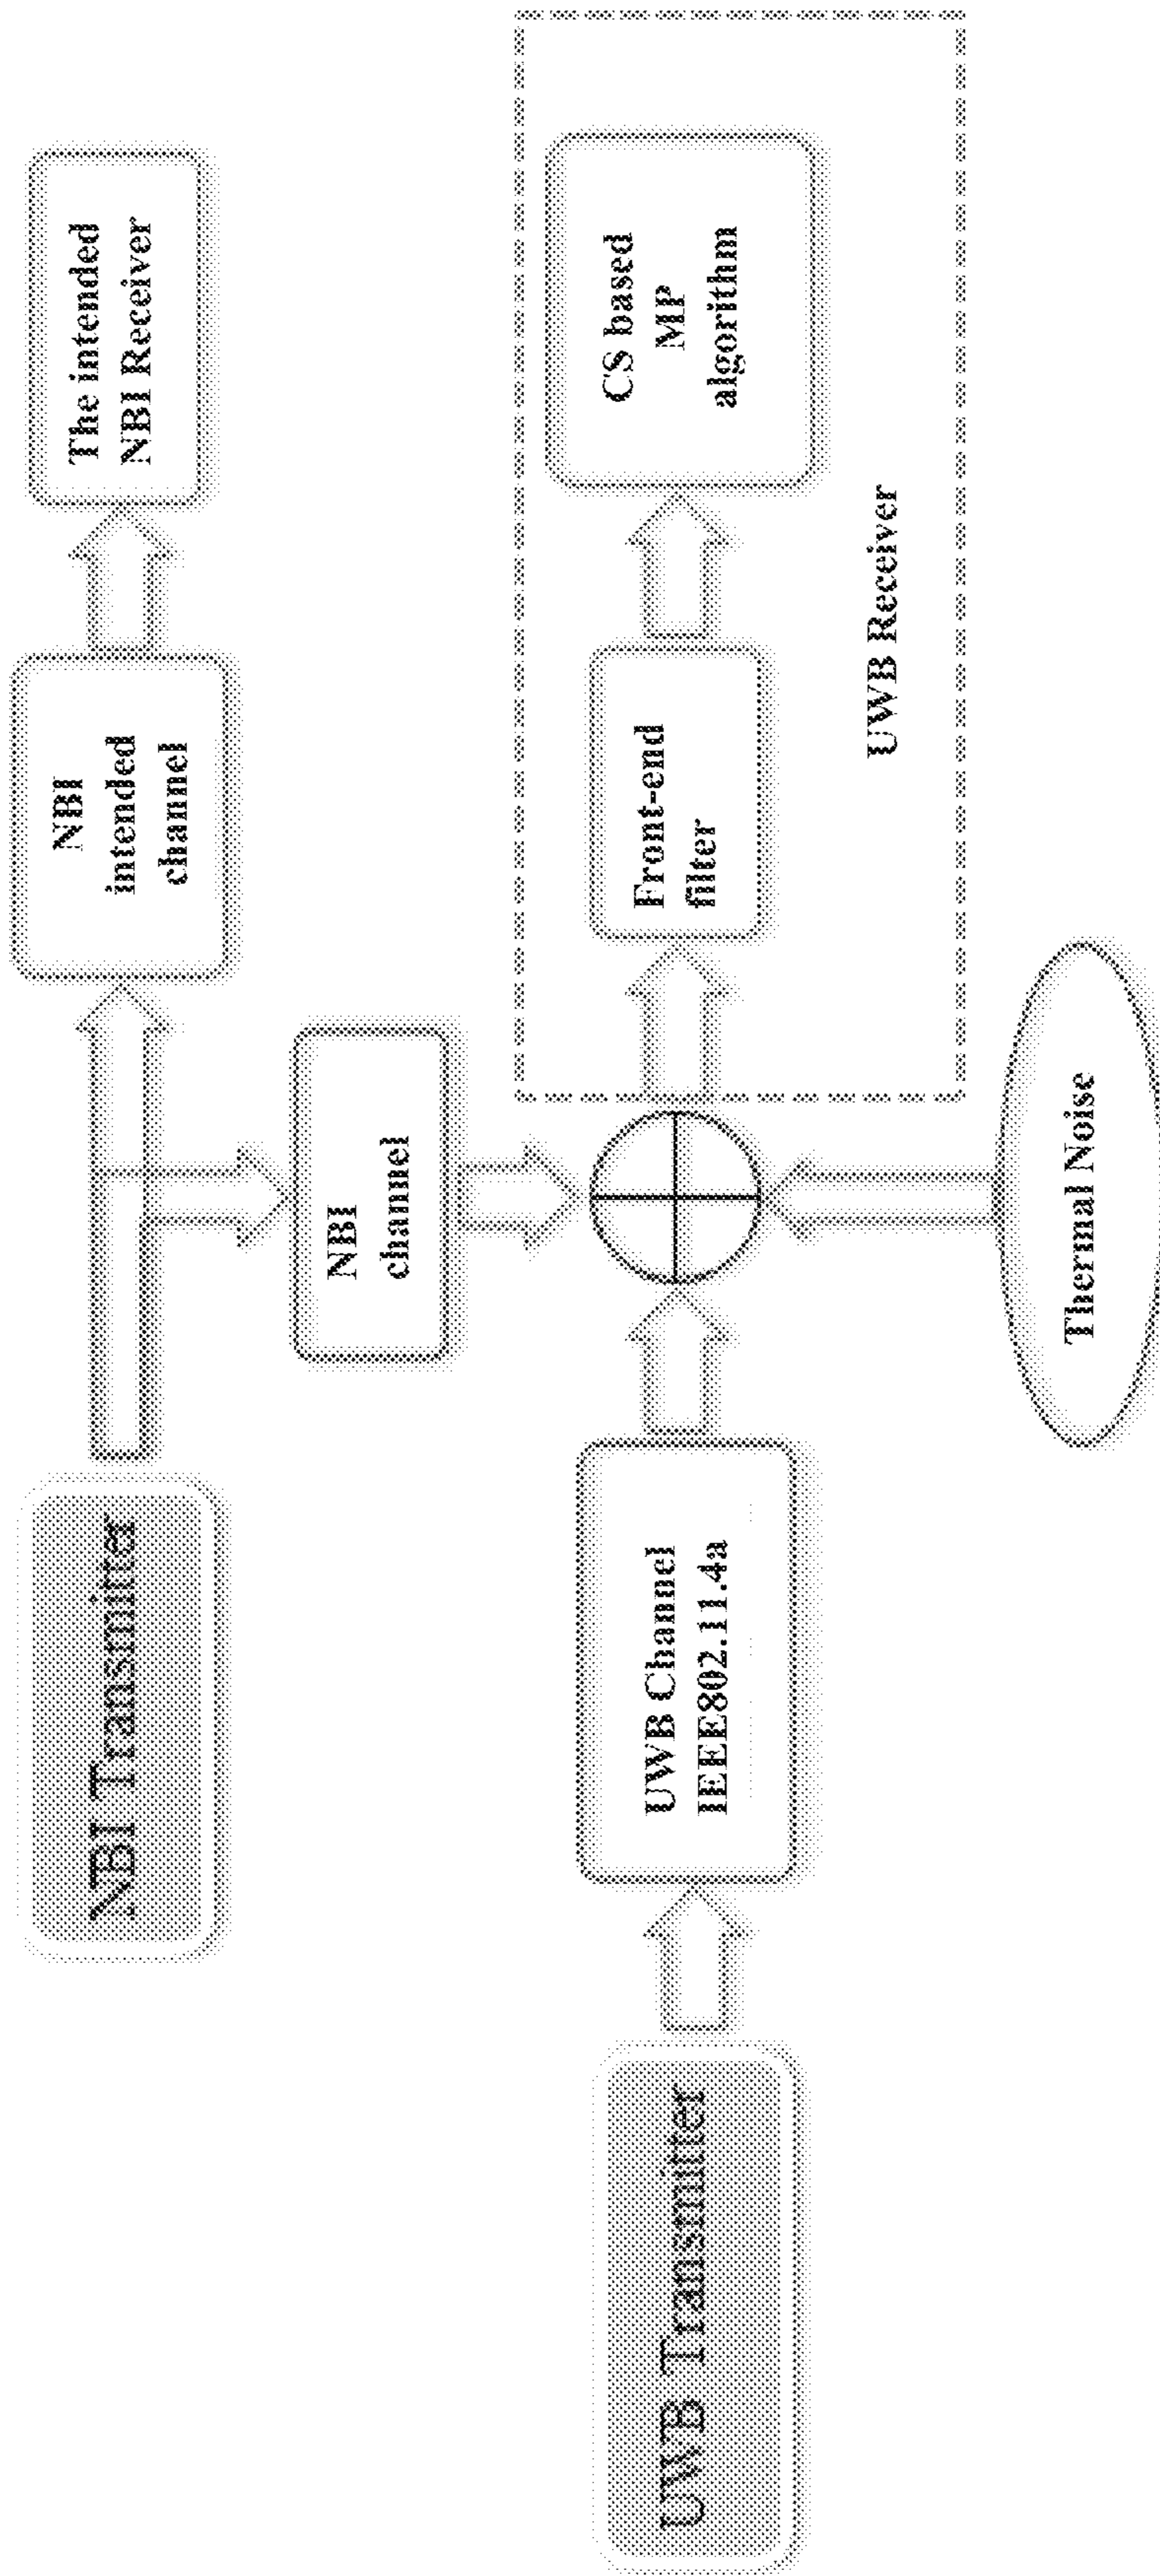 NBI Transmitter
NBI
intended
channel
The intended
NBI Receiver
NBI
channel
UWB Transmitter
UWB Channel
IEEE802.11.4a
Front-end
filter
CS based
MP
algorithm
UWB Receiver
Thermal Noise